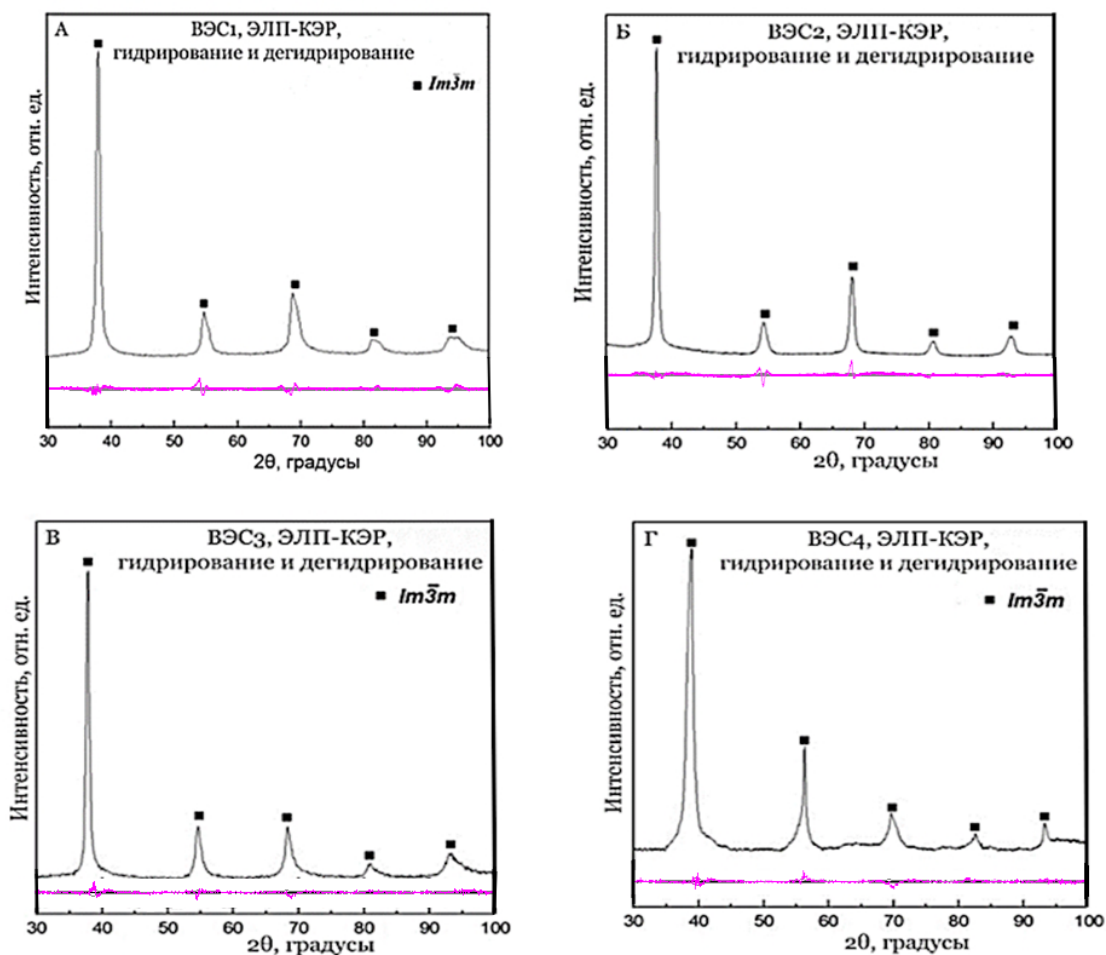 А
ВЭС1, ЭЛП-КЭР,
гидрирование и дегидрирование
■ Im3̄m
Интенсивность, отн. ед.
30 40 50 60 70 80 90 100
2θ, градусы
Б
ВЭС2, ЭЛП-КЭР,
гидрирование и дегидрирование
Интенсивность, отн. ед.
30 40 50 60 70 80 90 100
2θ, градусы
В
ВЭС3, ЭЛП-КЭР,
гидрирование и дегидрирование
■ Im3̄m
Интенсивность, отн. ед.
30 40 50 60 70 80 90 100
2θ, градусы
Г
ВЭС4, ЭЛП-КЭР,
гидрирование и дегидрирование
■ Im3̄m
Интенсивность, отн. ед.
30 40 50 60 70 80 90 100
2θ, градусы